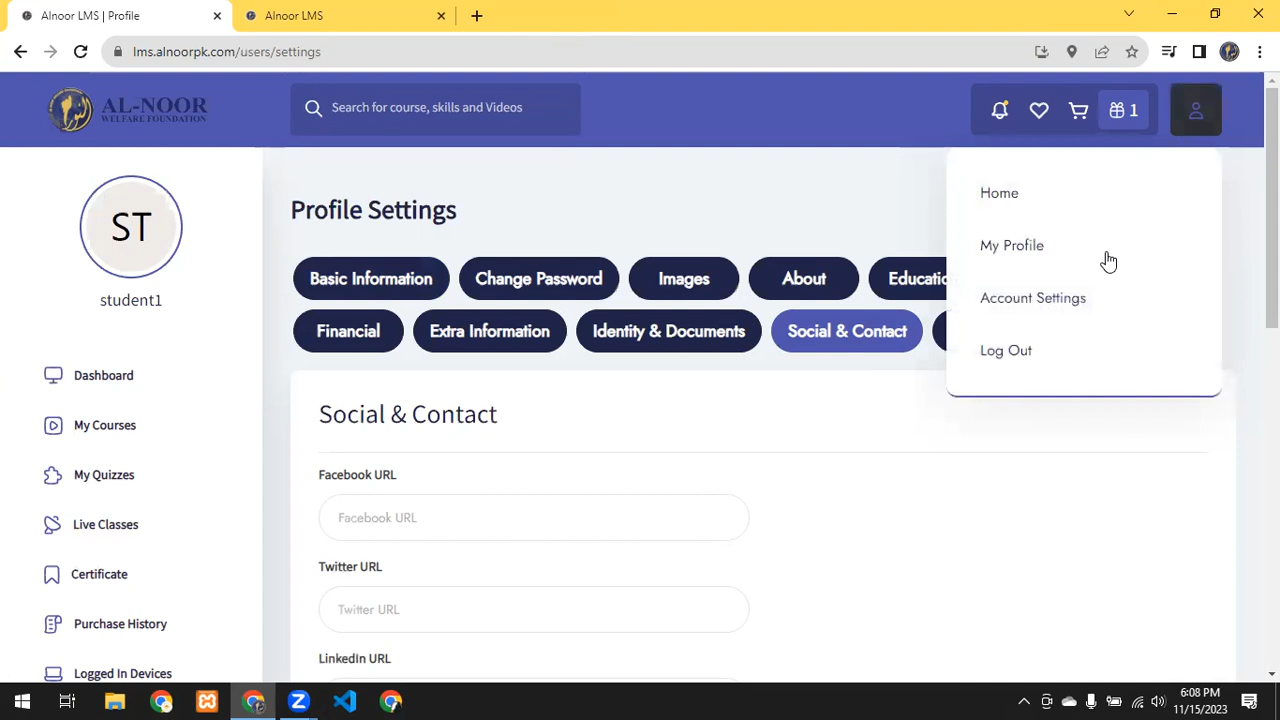 Alnoor LMS | Profile
Alnoor LMS
lms.alnoorpk.com/users/settings
AL-NOOR
WELFARE FOUNDATION
Search for course, skills and Videos
1
Home
My Profile
Account Settings
Log Out
ST
student1
Dashboard
My Courses
My Quizzes
Live Classes
Certificate
Purchase History
Logged In Devices
Profile Settings
Basic Information
Change Password
Images
About
Educatio
Financial
Extra Information
Identity & Documents
Social & Contact
Social & Contact
Facebook URL
Facebook URL
Twitter URL
Twitter URL
LinkedIn URL
6:08 PM
11/15/2023